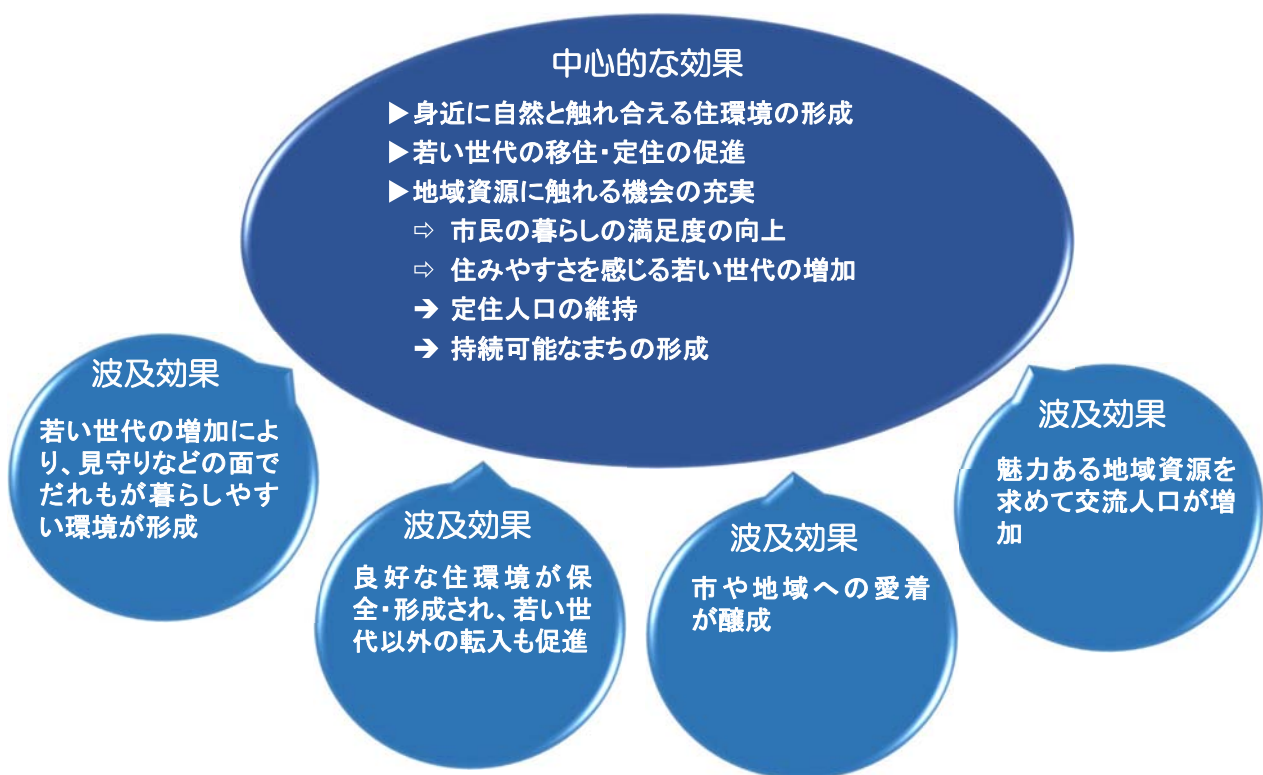 中心的な効果
▶身近に自然と触れ合える住環境の形成
▶若い世代の移住・定住の促進
▶地域資源に触れる機会の充実
⇨ 市民の暮らしの満足度の向上
⇨ 住みやすさを感じる若い世代の増加
➔ 定住人口の維持
➔ 持続可能なまちの形成
波及効果
若い世代の増加によ
り、見守りなどの面で
だれもが暮らしやす
い環境が形成
波及効果
良好な住環境が保
全・形成され、若い世
代以外の転入も促進
波及効果
市や地域への愛着
が醸成
波及効果
魅力ある地域資源を
求めて交流人口が増
加